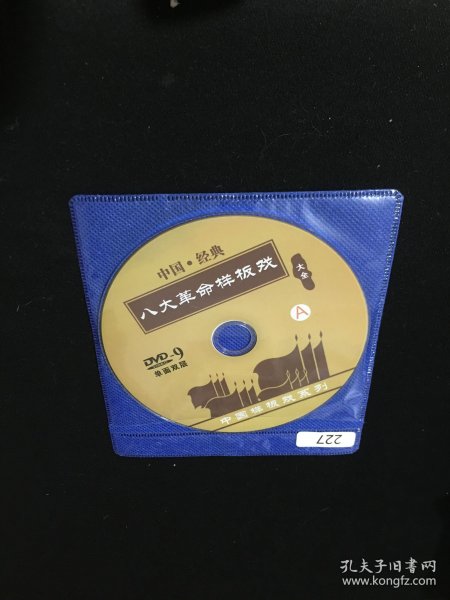 中国·经典
八大革命样板戏
大全
A
DVD-9
单面双层
中国样板戏系列
227
孔夫子旧书网
www.kongfz.com